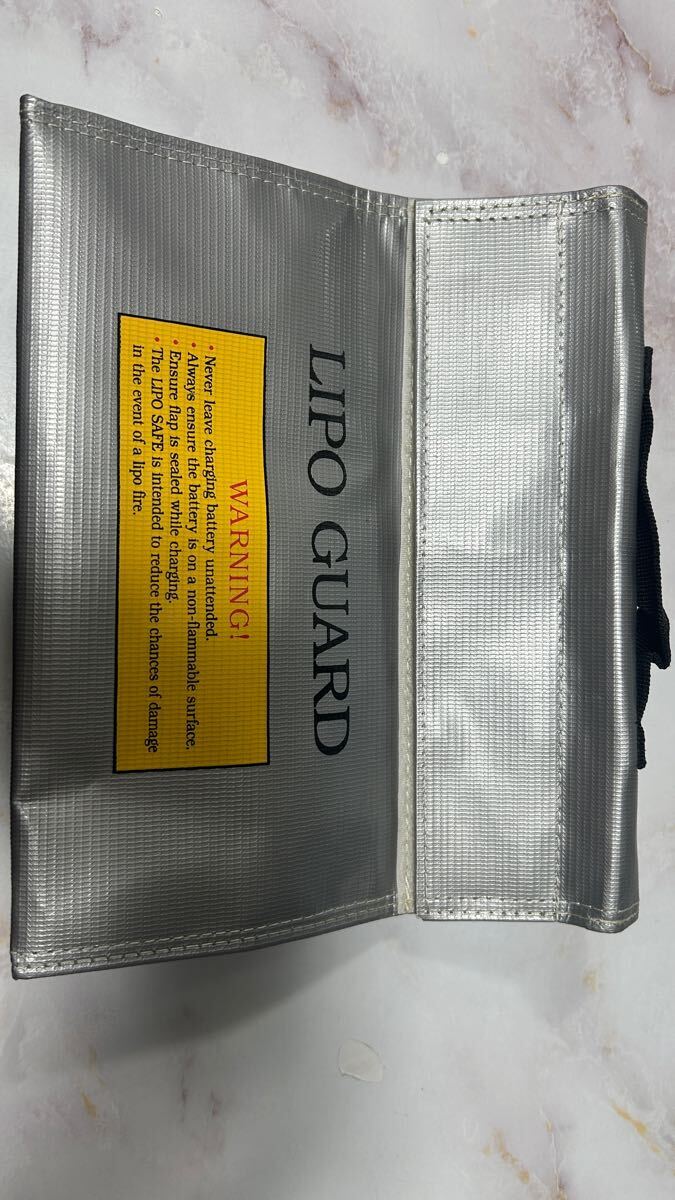 LIPO GUARD
WARNING!
• Never leave charging battery unattended.
• Always ensure the battery is on a non-flammable surface.
• Ensure flap is sealed while charging.
• The LIPO SAFE is intended to reduce the chances of damage
in the event of a lipo fire.